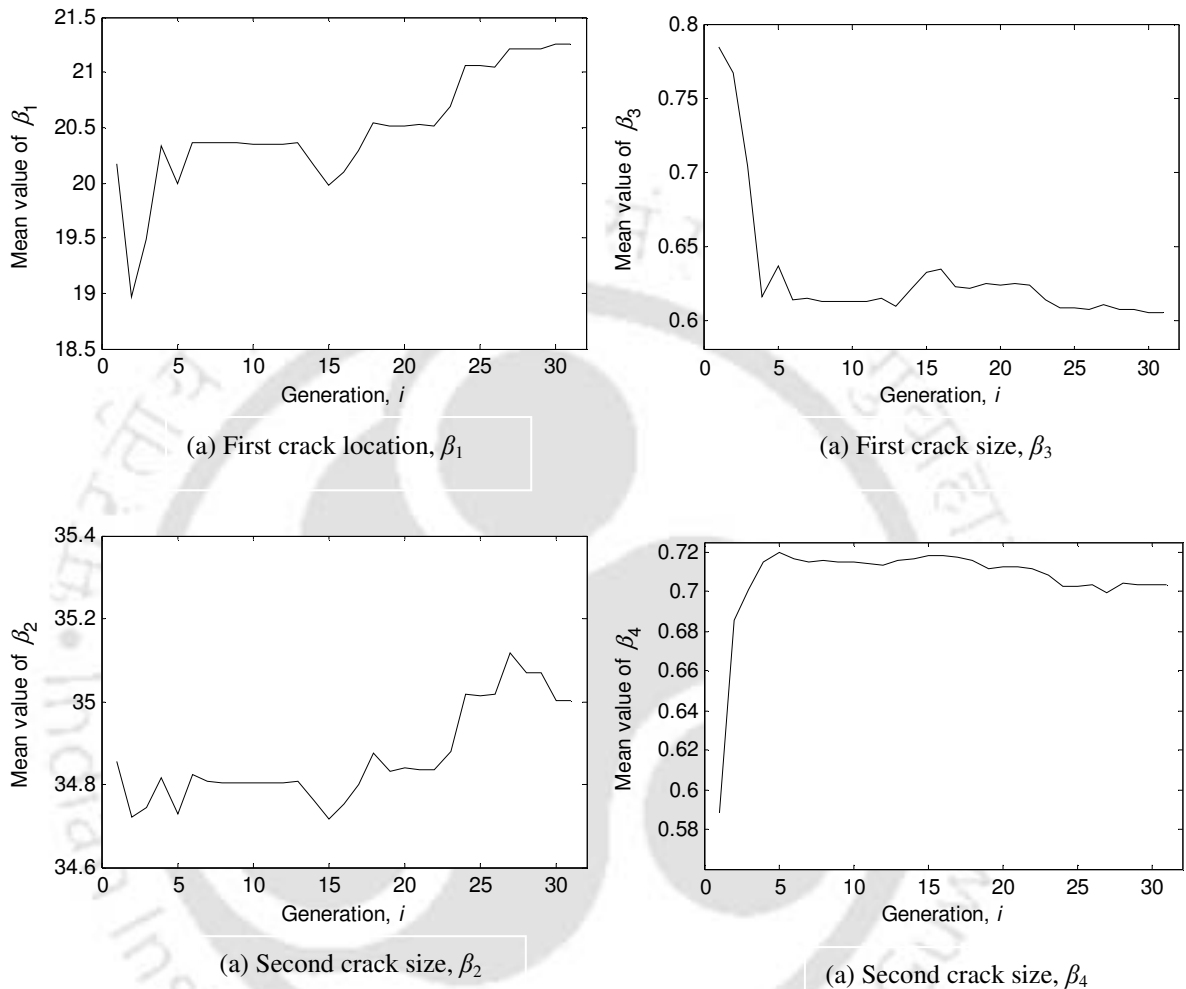 21.5
21
20.5
20
19.5
19
18.5
0 5 10 15 20 25 30
Mean value of β1
Generation, i
(a) First crack location, β1
0.8
0.75
0.7
0.65
0.6
0 5 10 15 20 25 30
Mean value of β3
Generation, i
(a) First crack size, β3
35.4
35.2
35
34.8
34.6
0 5 10 15 20 25 30
Mean value of β2
Generation, i
(a) Second crack size, β2
0.72
0.7
0.68
0.66
0.64
0.62
0.6
0.58
0 5 10 15 20 25 30
Mean value of β4
Generation, i
(a) Second crack size, β4